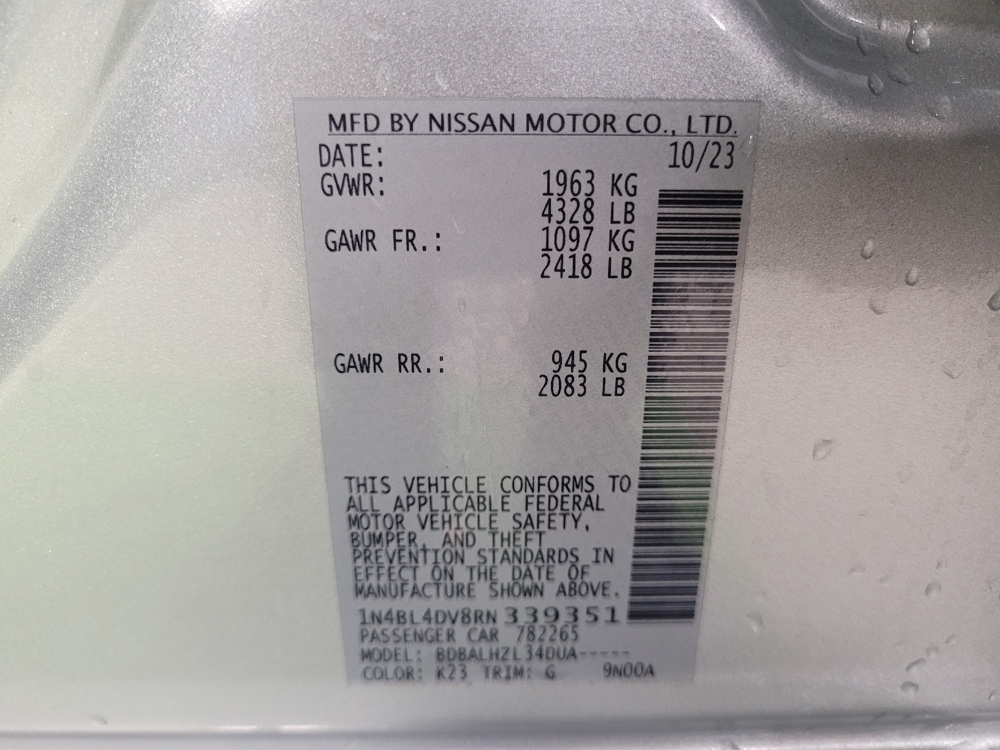 MFD BY NISSAN MOTOR CO., LTD.
DATE: 10/23
GVWR: 1963 KG
4328 LB
GAWR FR.: 1097 KG
2418 LB
GAWR RR.: 945 KG
2083 LB
THIS VEHICLE CONFORMS TO
ALL APPLICABLE FEDERAL
MOTOR VEHICLE SAFETY,
BUMPER, AND THEFT
PREVENTION STANDARDS IN
EFFECT ON THE DATE OF
MANUFACTURE SHOWN ABOVE.
1N4BL4DV8RN 339351
PASSENGER CAR 782265
MODEL: BDBALHZL34DUA-----
COLOR: K23 TRIM: G 9N00A